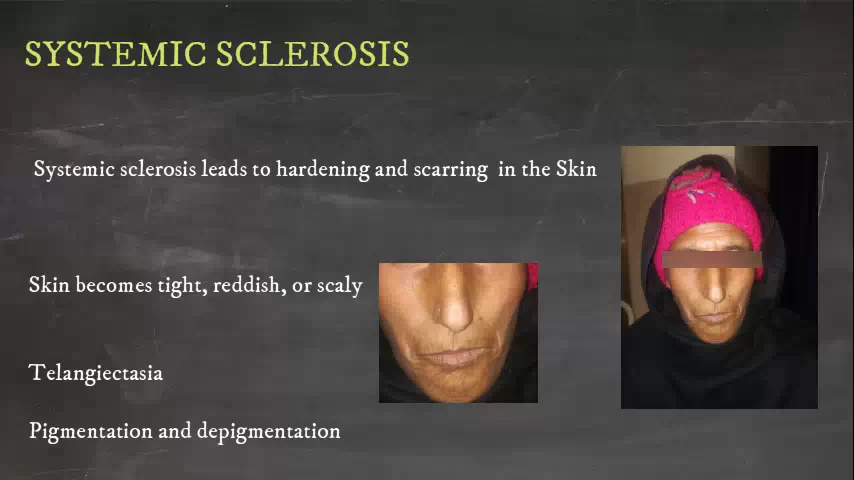 SYSTEMIC SCLEROSIS
Systemic sclerosis leads to hardening and scarring in the Skin
Skin becomes tight, reddish, or scaly
Telangiectasia
Pigmentation and depigmentation